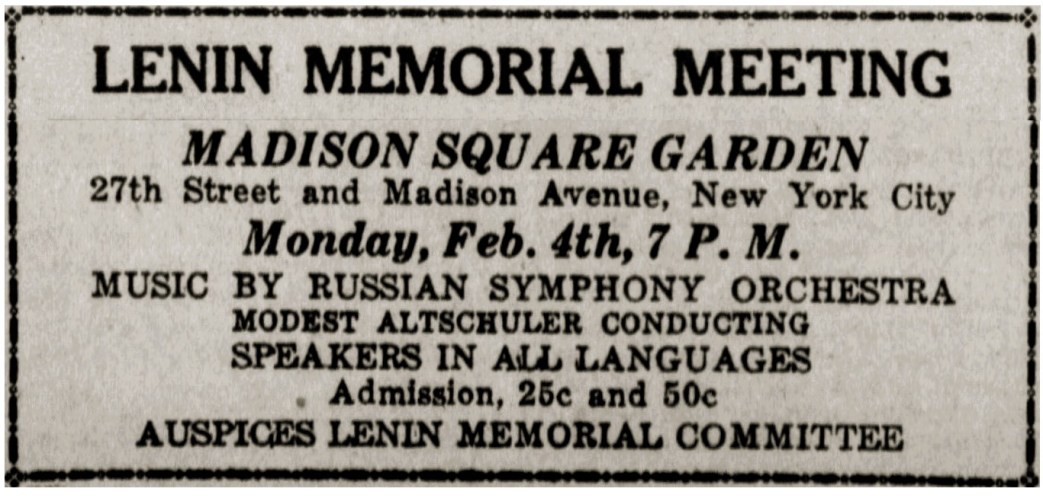 LENIN MEMORIAL MEETING
MADISON SQUARE GARDEN
27th Street and Madison Avenue, New York City
Monday, Feb. 4th, 7 P. M.
MUSIC BY RUSSIAN SYMPHONY ORCHESTRA
MODEST ALTSCHULER CONDUCTING
SPEAKERS IN ALL LANGUAGES
Admission, 25c and 50c
AUSPICES LENIN MEMORIAL COMMITTEE